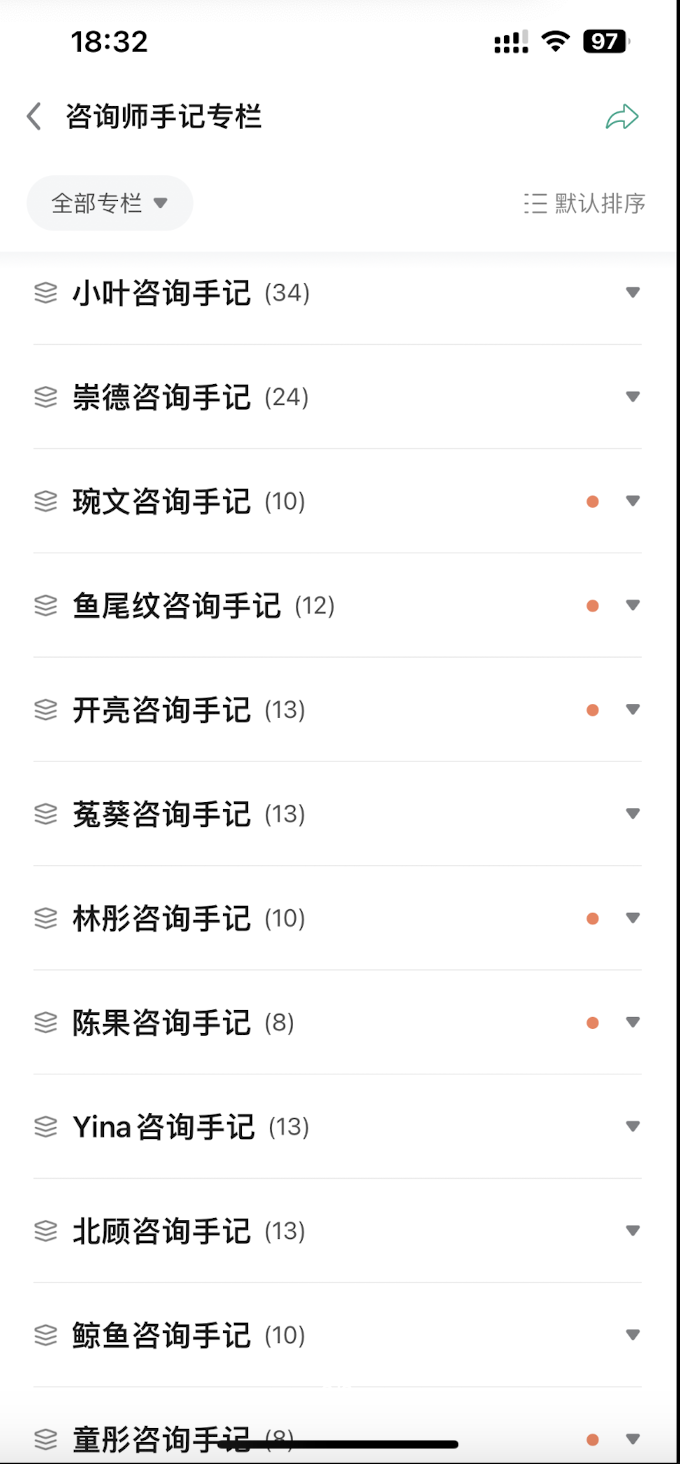 18:32
97
咨询师手记专栏
全部专栏
默认排序
小叶咨询手记 (34)
崇德咨询手记 (24)
琬文咨询手记 (10)
鱼尾纹咨询手记 (12)
开亮咨询手记 (13)
菟葵咨询手记 (13)
林彤咨询手记 (10)
陈果咨询手记 (8)
Yina咨询手记 (13)
北顾咨询手记 (13)
鲸鱼咨询手记 (10)
童彤咨询手记 (8)